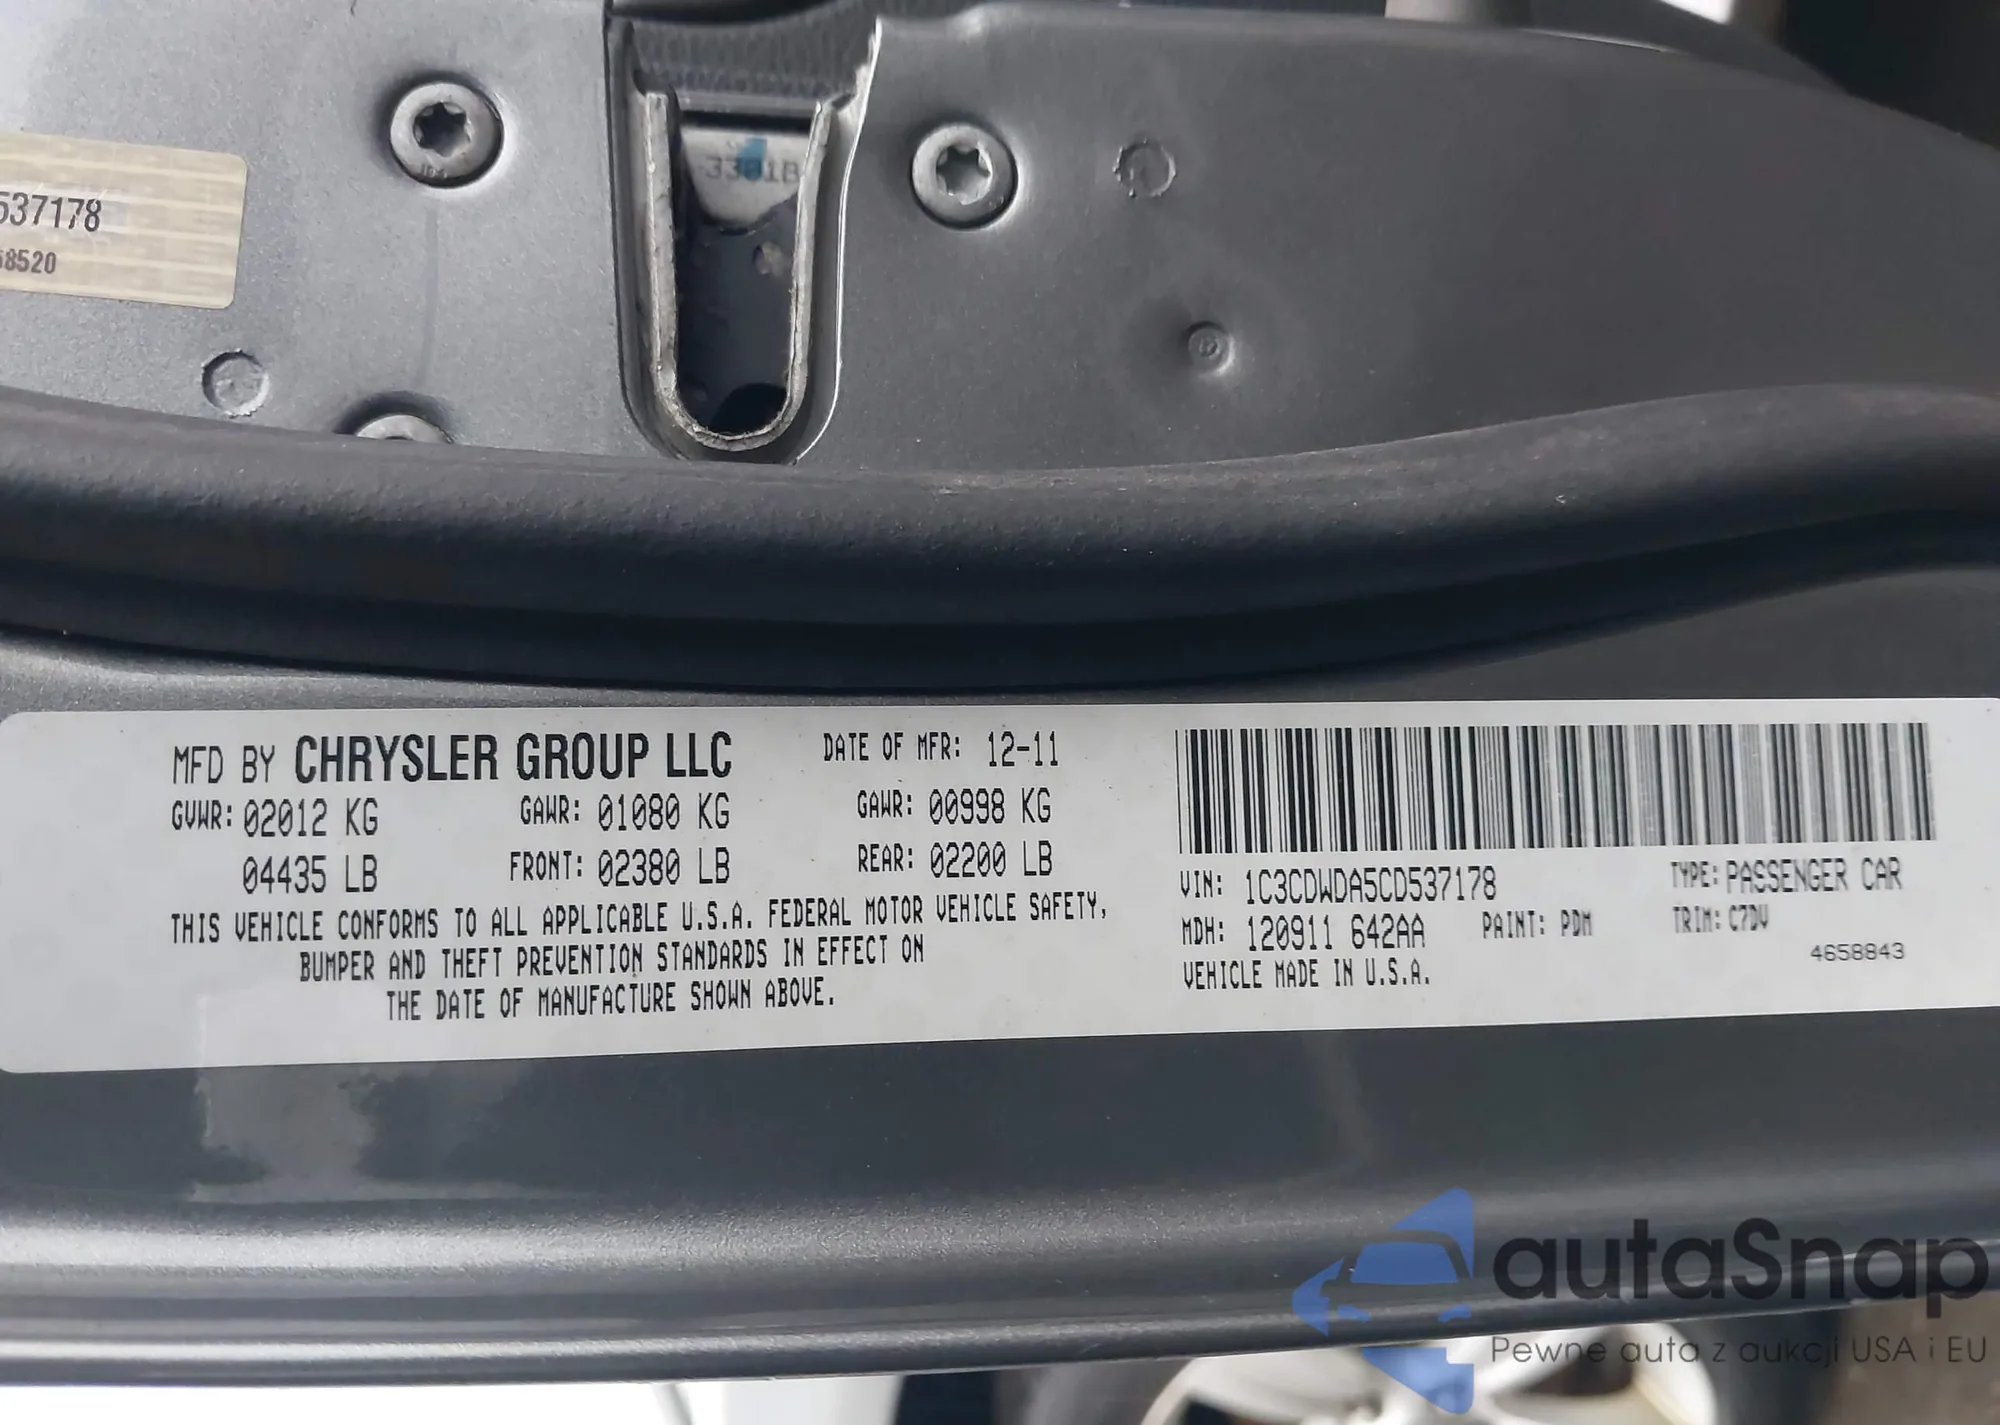 3301B
537178
58520
MFD BY CHRYSLER GROUP LLC DATE OF MFR: 12-11
GVWR: 02012 KG GAWR: 01080 KG GAWR: 00998 KG
04435 LB FRONT: 02380 LB REAR: 02200 LB
THIS VEHICLE CONFORMS TO ALL APPLICABLE U.S.A. FEDERAL MOTOR VEHICLE SAFETY,
BUMPER AND THEFT PREVENTION STANDARDS IN EFFECT ON
THE DATE OF MANUFACTURE SHOWN ABOVE.
VIN: 1C3CDWDA5CD537178 TYPE: PASSENGER CAR
MDH: 120911 642AA PAINT: PDM TRIM: C7DV
VEHICLE MADE IN U.S.A. 4658843
autaSnap
Pewne auta z aukcji USA i EU